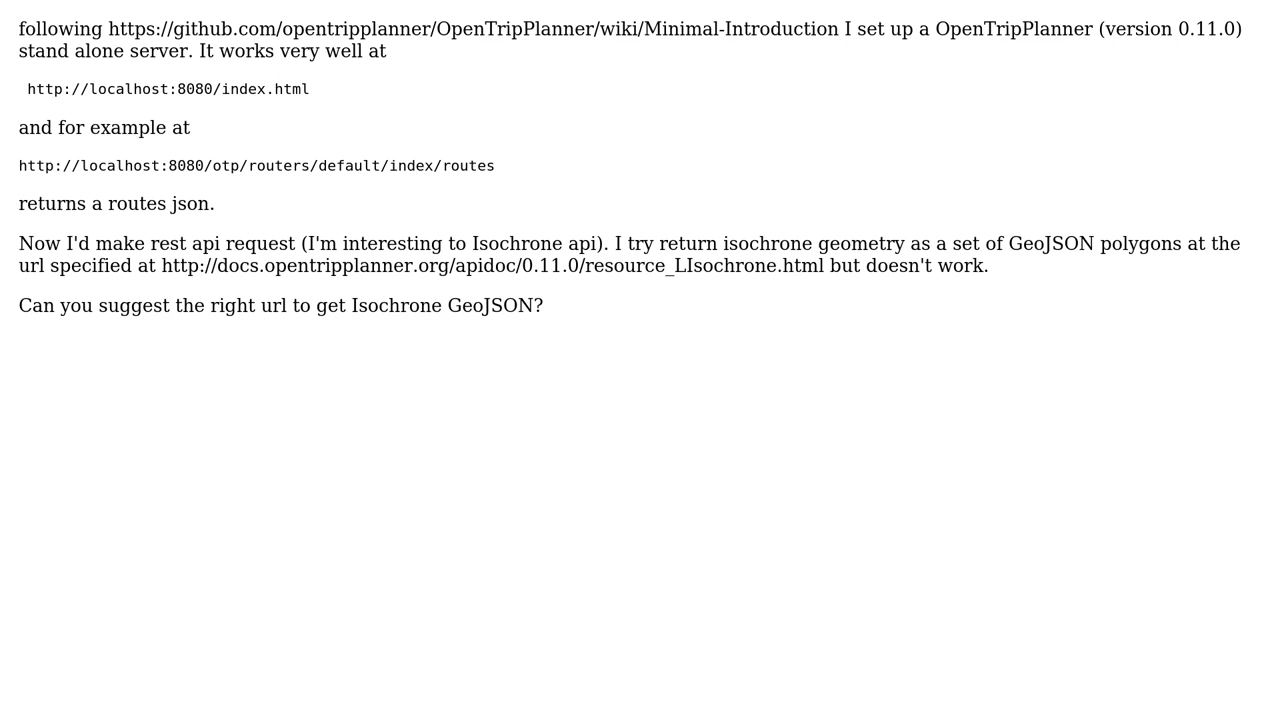 following https://github.com/opentripplanner/OpenTripPlanner/wiki/Minimal-Introduction I set up a OpenTripPlanner (version 0.11.0)
stand alone server. It works very well at
http://localhost:8080/index.html
and for example at
http://localhost:8080/otp/routers/default/index/routes
returns a routes json.
Now I'd make rest api request (I'm interesting to Isochrone api). I try return isochrone geometry as a set of GeoJSON polygons at the
url specified at http://docs.opentripplanner.org/apidoc/0.11.0/resource_LIsochrone.html but doesn't work.
Can you suggest the right url to get Isochrone GeoJSON?